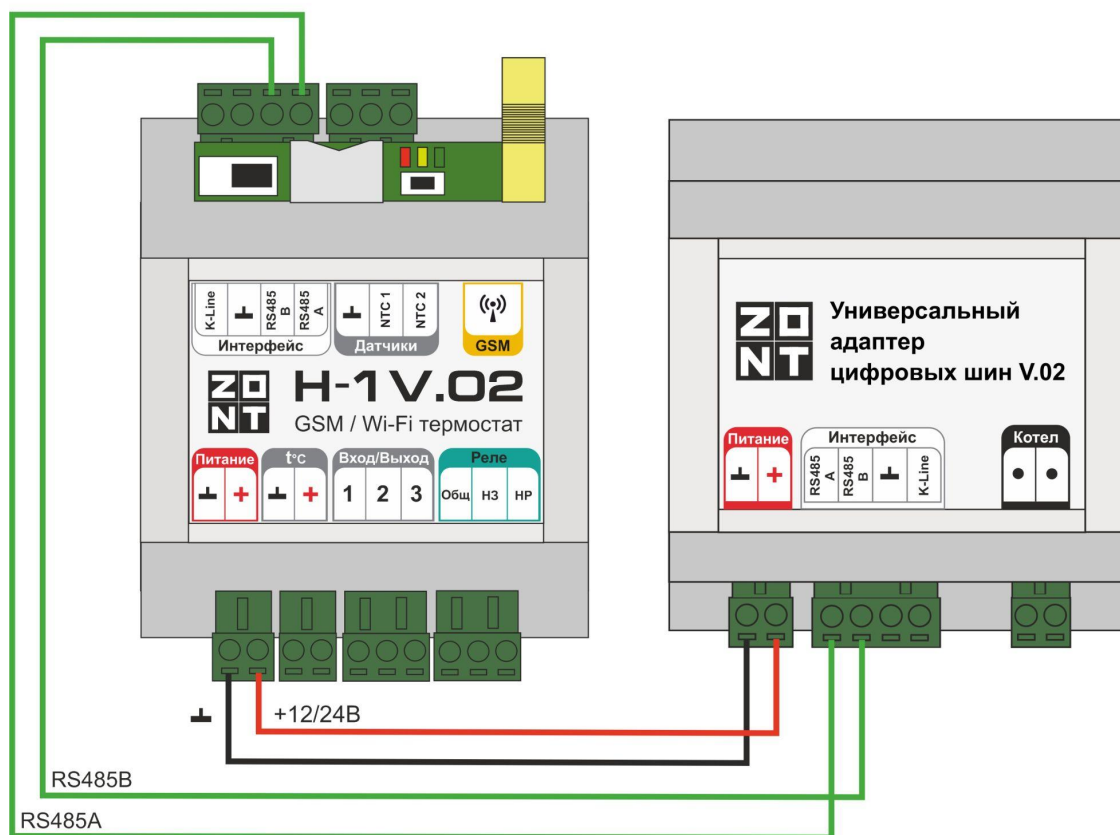 K-Line
RS485
B
RS485
A
Интерфейс
NTC 1
NTC 2
Датчики
GSM
ZONT
H-1V.02
GSM / Wi-Fi термостат
Питание
+
t°C
+
Вход/Выход
1
2
3
Реле
Общ
НЗ
НР
ZONT
Универсальный
адаптер
цифровых шин V.02
Питание
+
Интерфейс
RS485
A
RS485
B
K-Line
Котел
+12/24В
RS485B
RS485A